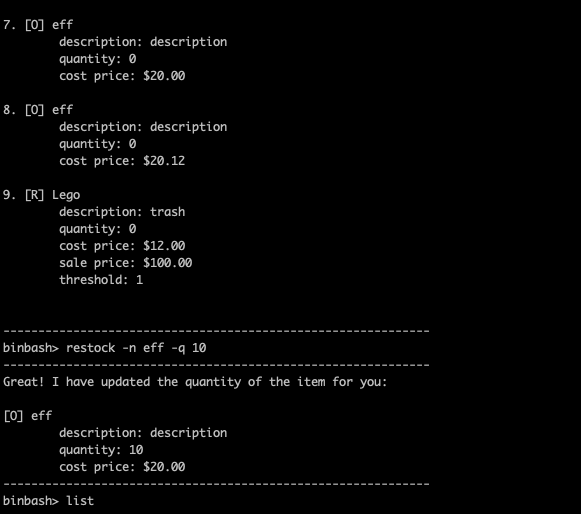 7. [O] eff
description: description
quantity: 0
cost price: $20.00
8. [O] eff
description: description
quantity: 0
cost price: $20.12
9. [R] Lego
description: trash
quantity: 0
cost price: $12.00
sale price: $100.00
threshold: 1
-------------------------------------------------------------
binbash> restock -n eff -q 10
-------------------------------------------------------------
Great! I have updated the quantity of the item for you:
[O] eff
description: description
quantity: 10
cost price: $20.00
-------------------------------------------------------------
binbash> list